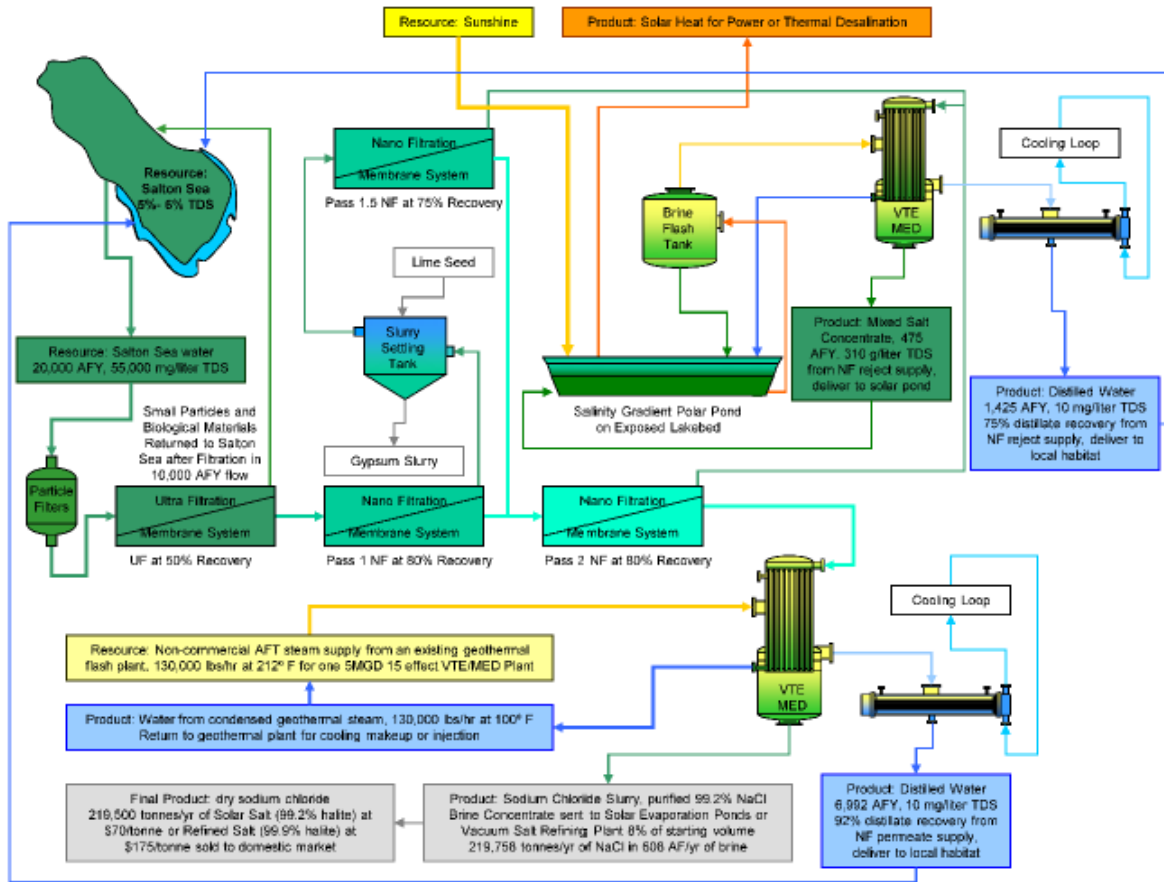 Resource: Sunshine
Product: Solar Heat for Power or Thermal Desalination
Resource:
Salton Sea
5%- 6% TDS
Nano Filtration
Membrane System
Pass 1.5 NF at 75% Recovery
Lime Seed
Slurry
Settling
Tank
Gypsum Slurry
Brine
Flash
Tank
VTE
MED
Cooling Loop
Resource: Salton Sea water
20,000 AFY, 55,000 mg/liter TDS
Small Particles and
Biological Materials
Returned to Salton
Sea after Filtration in
10,000 AFY flow
Particle
Filters
Ultra Filtration
Membrane System
UF at 50% Recovery
Nano Filtration
Membrane System
Pass 1 NF at 80% Recovery
Nano Filtration
Membrane System
Pass 2 NF at 80% Recovery
Salinity Gradient Polar Pond
on Exposed Lakebed
Product: Mixed Salt
Concentrate, 475
AFY, 310 g/liter TDS
from NF reject supply,
deliver to solar pond
Product: Distilled Water
1,425 AFY, 10 mg/liter TDS
75% distillate recovery from
NF reject supply, deliver to
local habitat
Resource: Non-commercial AFT steam supply from an existing geothermal
flash plant, 130,000 lbs/hr at 212º F for one 5MGD 15 effect VTE/MED Plant
Product: Water from condensed geothermal steam, 130,000 lbs/hr at 100º F
Return to geothermal plant for cooling makeup or injection
VTE
MED
Cooling Loop
Final Product: dry sodium chloride
219,500 tonnes/yr of Solar Salt (99.2% halite) at
$70/tonne or Refined Salt (99.9% halite) at
$175/tonne sold to domestic market
Product: Sodium Chloride Slurry, purified 99.2% NaCl
Brine Concentrate sent to Solar Evaporation Ponds or
Vacuum Salt Refining Plant 8% of starting volume
219,758 tonnes/yr of NaCl in 608 AF/yr of brine
Product: Distilled Water
6,992 AFY, 10 mg/liter TDS
92% distillate recovery from
NF permeate supply,
deliver to local habitat